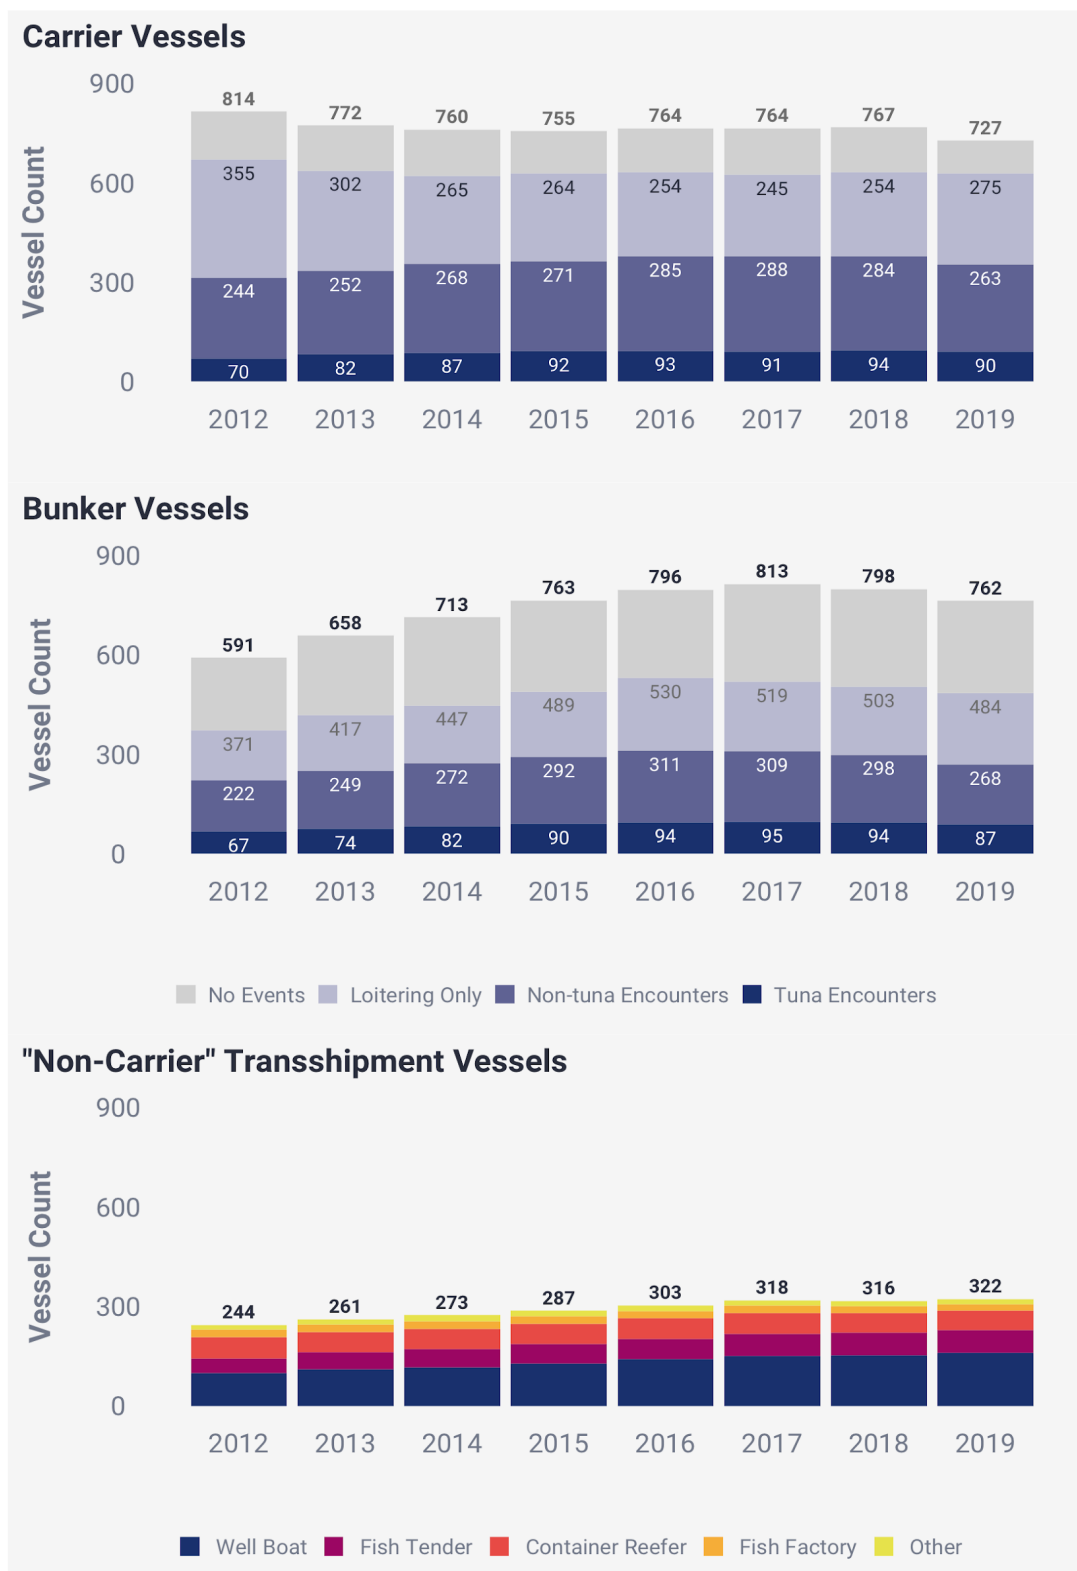 Carrier Vessels
Vessel Count
900
600
300
0
814 772 760 755 764 764 767 727
355 302 265 264 254 245 254 275
244 252 268 271 285 288 284 263
70 82 87 92 93 91 94 90
2012 2013 2014 2015 2016 2017 2018 2019
Bunker Vessels
Vessel Count
900
600
300
0
591 658 713 763 796 813 798 762
371 417 447 489 530 519 503 484
222 249 272 292 311 309 298 268
67 74 82 90 94 95 94 87
2012 2013 2014 2015 2016 2017 2018 2019
No Events Loitering Only Non-tuna Encounters Tuna Encounters
"Non-Carrier" Transshipment Vessels
Vessel Count
900
600
300
0
244 261 273 287 303 318 316 322
2012 2013 2014 2015 2016 2017 2018 2019
Well Boat Fish Tender Container Reefer Fish Factory Other